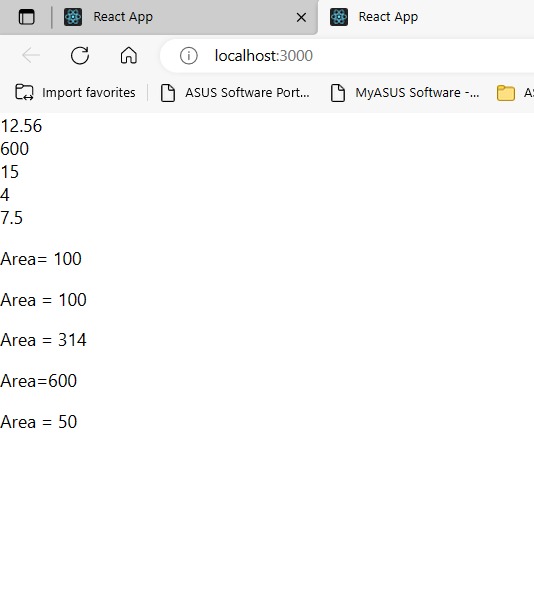 React App
React App
localhost:3000
Import favorites
ASUS Software Port...
MyASUS Software -...
AS
12.56
600
15
4
7.5
Area= 100
Area = 100
Area = 314
Area=600
Area = 50